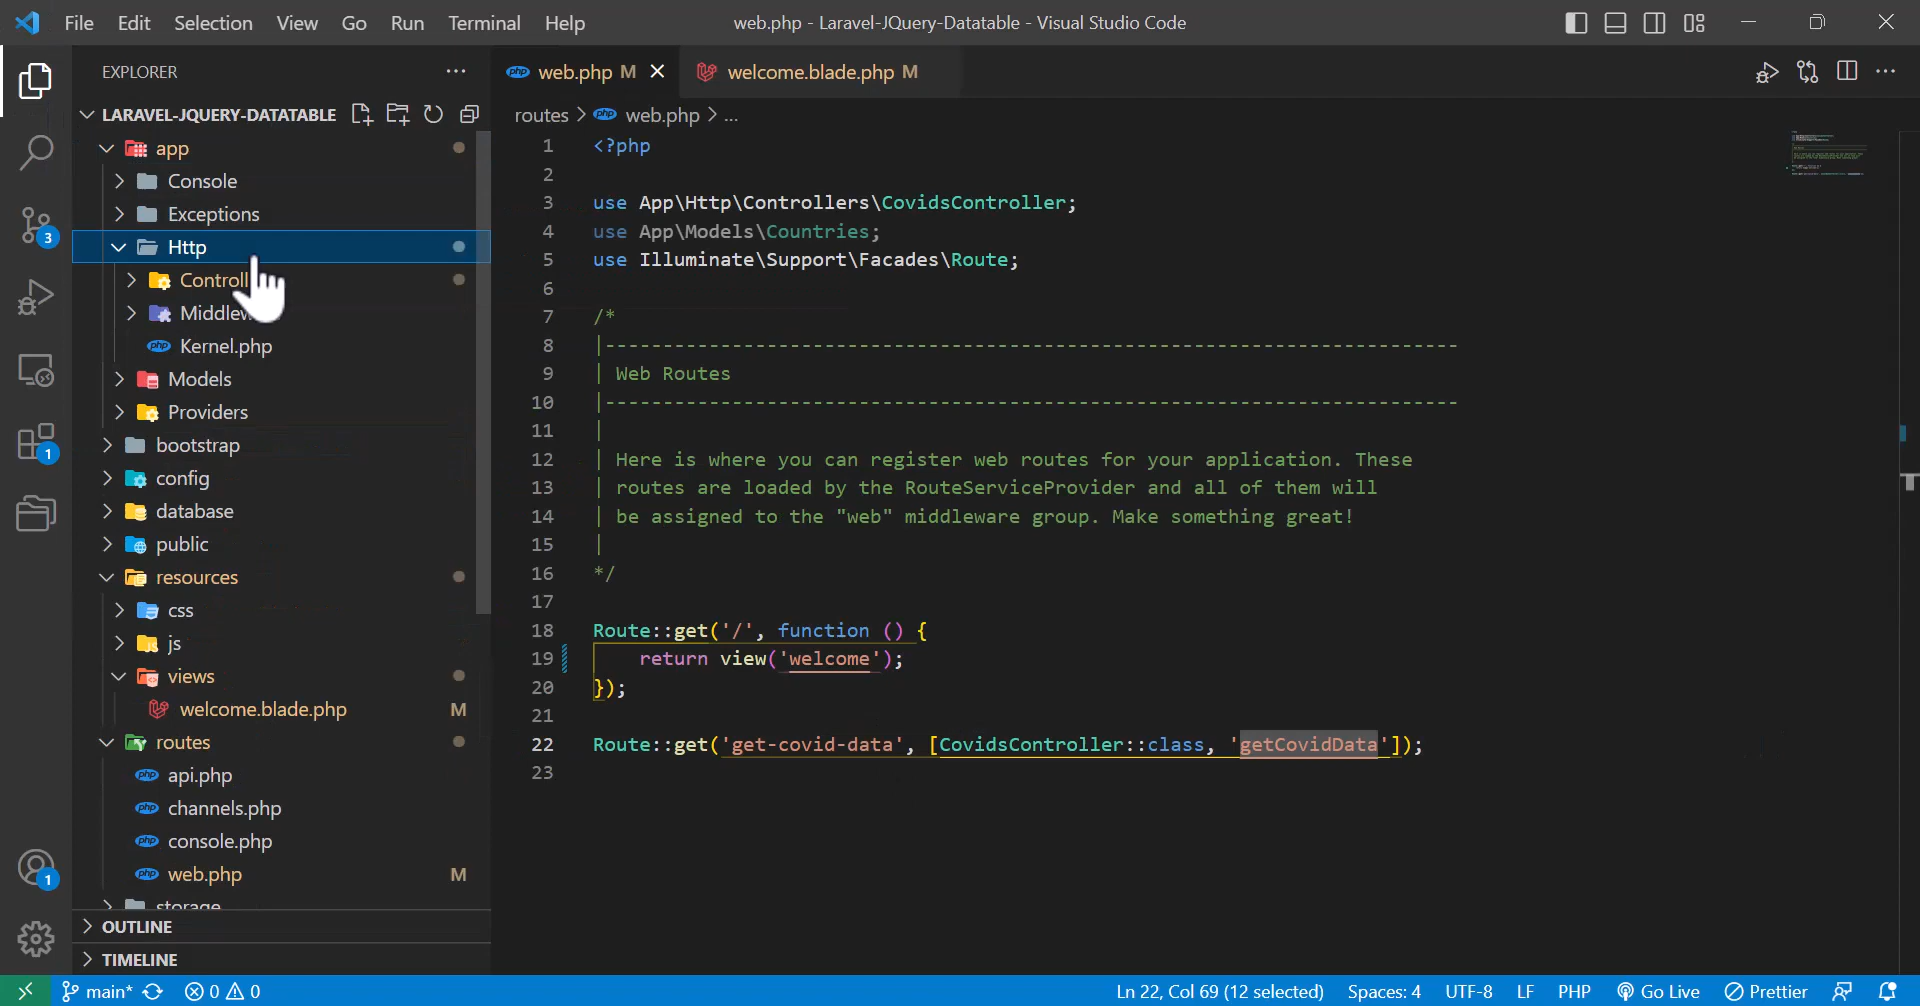 File Edit Selection View Go Run Terminal Help
web.php - Laravel-JQuery-Datatable - Visual Studio Code
EXPLORER
LARAVEL-JQUERY-DATATABLE
app
Console
Exceptions
Http
Kernel.php
Models
Providers
bootstrap
config
database
public
resources
css
js
views
welcome.blade.php M
routes
api.php
channels.php
console.php
web.php M
storage
OUTLINE
TIMELINE
3
1
1
web.php M
welcome.blade.php M
routes > web.php > ...
1 <?php
2
3 use App\Http\Controllers\CovidsController;
4 use App\Models\Countries;
5 use Illuminate\Support\Facades\Route;
6
7 /*
8 |--------------------------------------------------------------------------
9 | Web Routes
10 |--------------------------------------------------------------------------
11 |
12 | Here is where you can register web routes for your application. These
13 | routes are loaded by the RouteServiceProvider and all of them will
14 | be assigned to the "web" middleware group. Make something great!
15 |
16 */
17
18 Route::get('/', function () {
19 return view('welcome');
20 });
21
22 Route::get('get-covid-data', [CovidsController::class, 'getCovidData']);
23
main* 0 0
Ln 22, Col 69 (12 selected) Spaces: 4 UTF-8 LF PHP Go Live Prettier